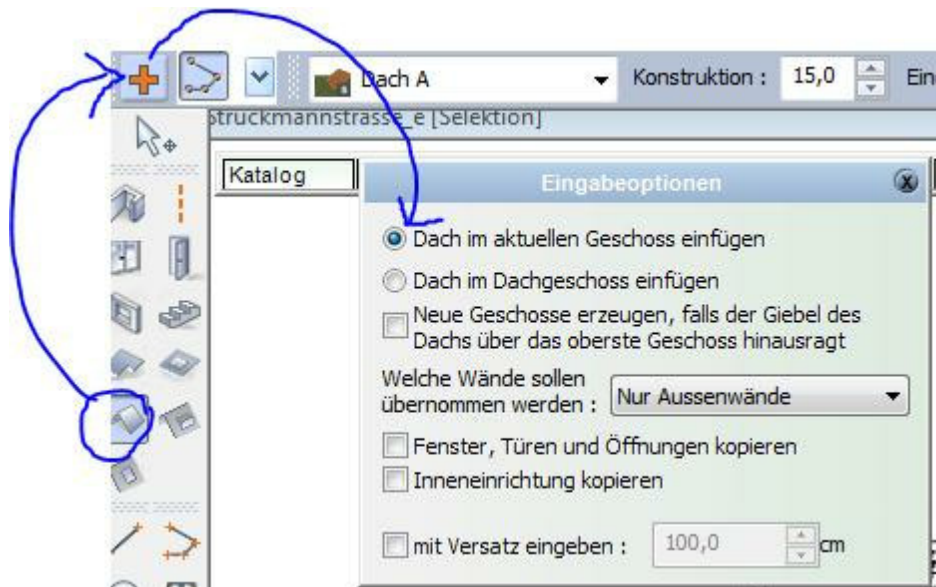 Dach A Konstruktion : 15,0 Ein
Struckmannstrasse_e [Selektion]
Katalog
Eingabeoptionen
Dach im aktuellen Geschoss einfügen
Dach im Dachgeschoss einfügen
Neue Geschosse erzeugen, falls der Giebel des
Dachs über das oberste Geschoss hinausragt
Welche Wände sollen
übernommen werden : Nur Aussenwände
Fenster, Türen und Öffnungen kopieren
Inneneinrichtung kopieren
mit Versatz eingeben : 100,0 cm